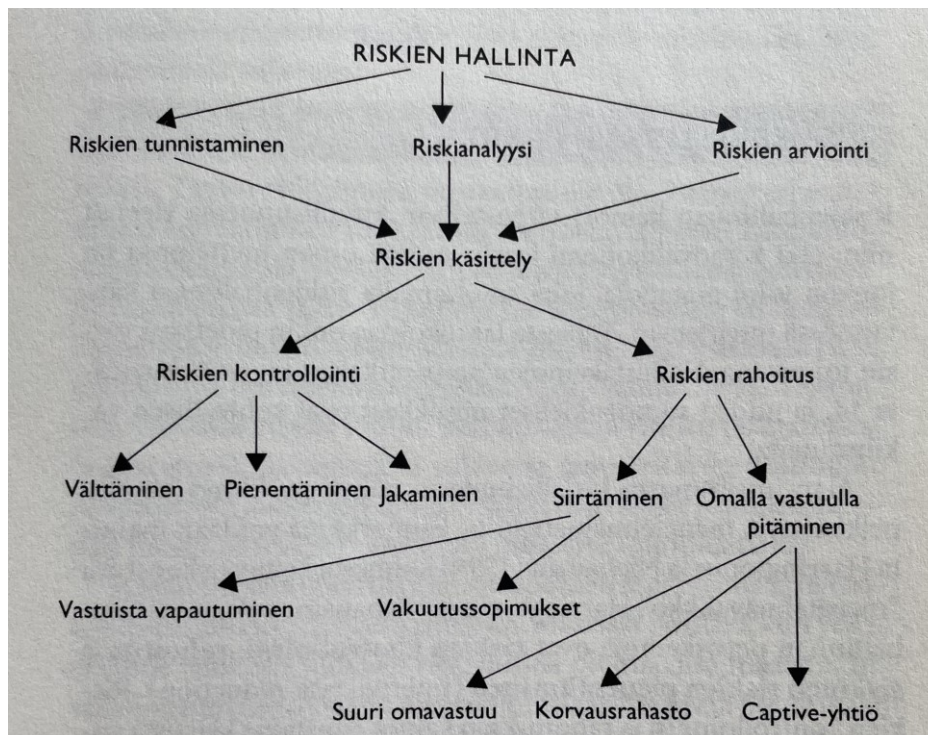 RISKIEN HALLINTA
Riskien tunnistaminen
Riskianalyysi
Riskien arviointi
Riskien käsittely
Riskien kontrollointi
Riskien rahoitus
Välttäminen
Pienentäminen
Jakaminen
Siirtäminen
Omalla vastuulla
pitäminen
Vastuista vapautuminen
Vakuutussopimukset
Suuri omavastuu
Korvausrahasto
Captive-yhtiö